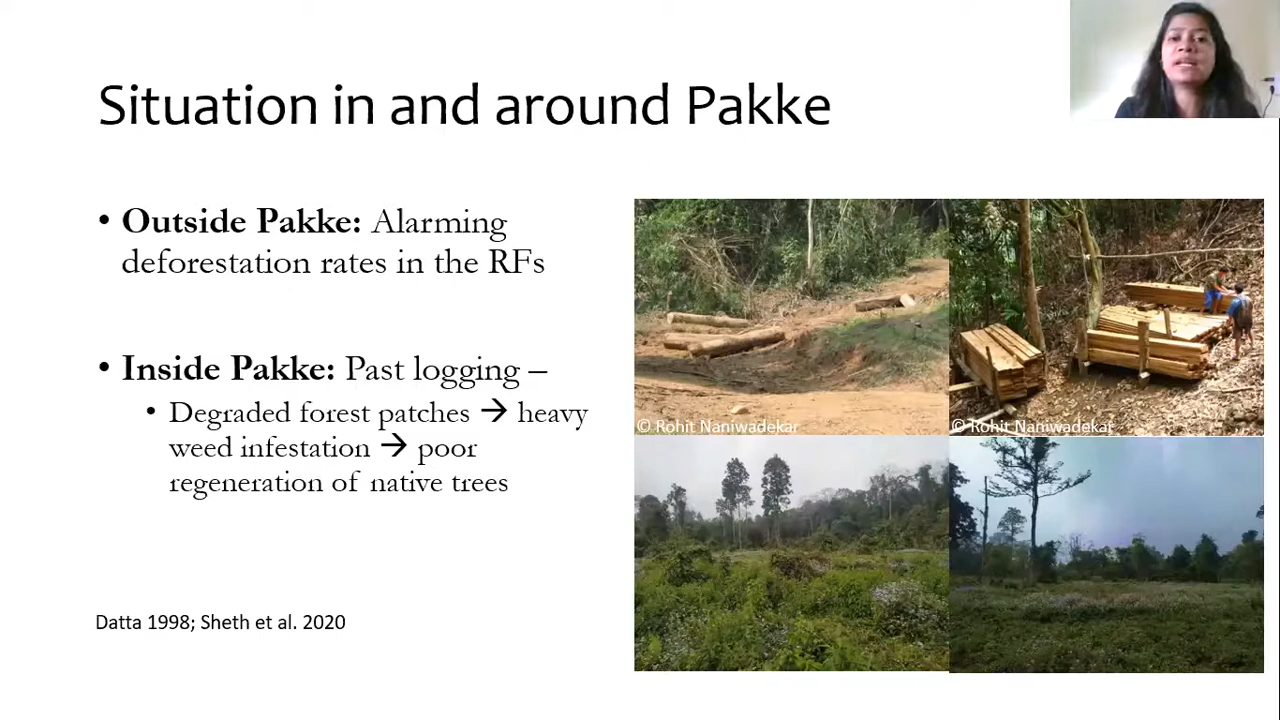 Situation in and around Pakke
• Outside Pakke: Alarming
deforestation rates in the RFs
• Inside Pakke: Past logging –
• Degraded forest patches → heavy
weed infestation → poor
regeneration of native trees
© Rohit Naniwadekar
© Rohit Naniwadekar
Datta 1998; Sheth et al. 2020